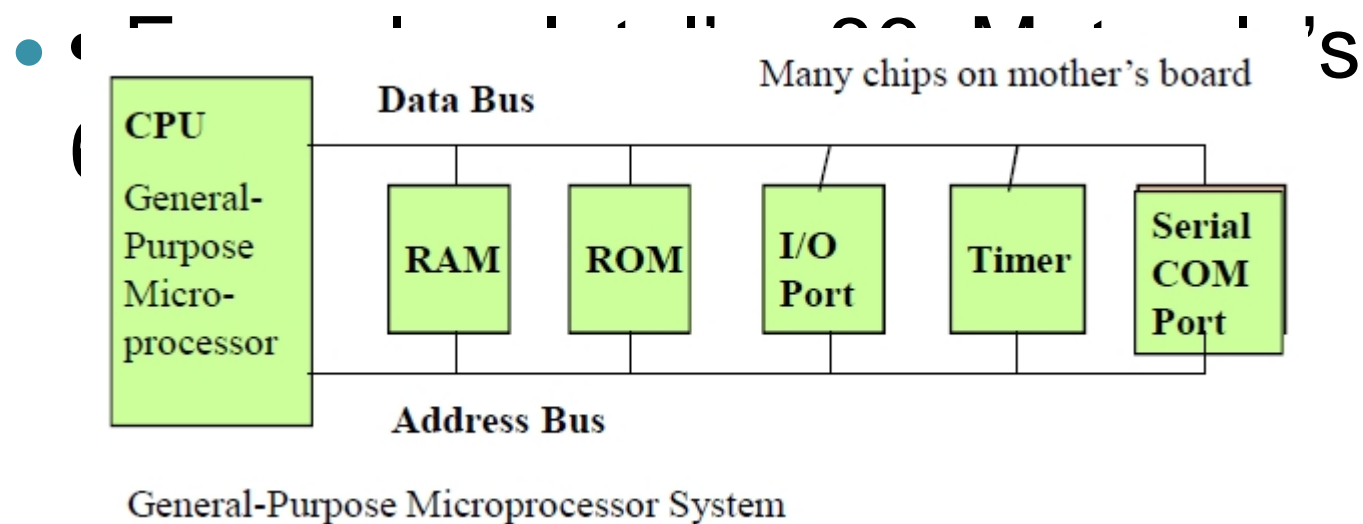 ’s
Many chips on mother’s board
Data Bus
CPU
General-
Purpose
Micro-
processor
RAM
ROM
I/O
Port
Timer
Serial
COM
Port
Address Bus
General-Purpose Microprocessor System